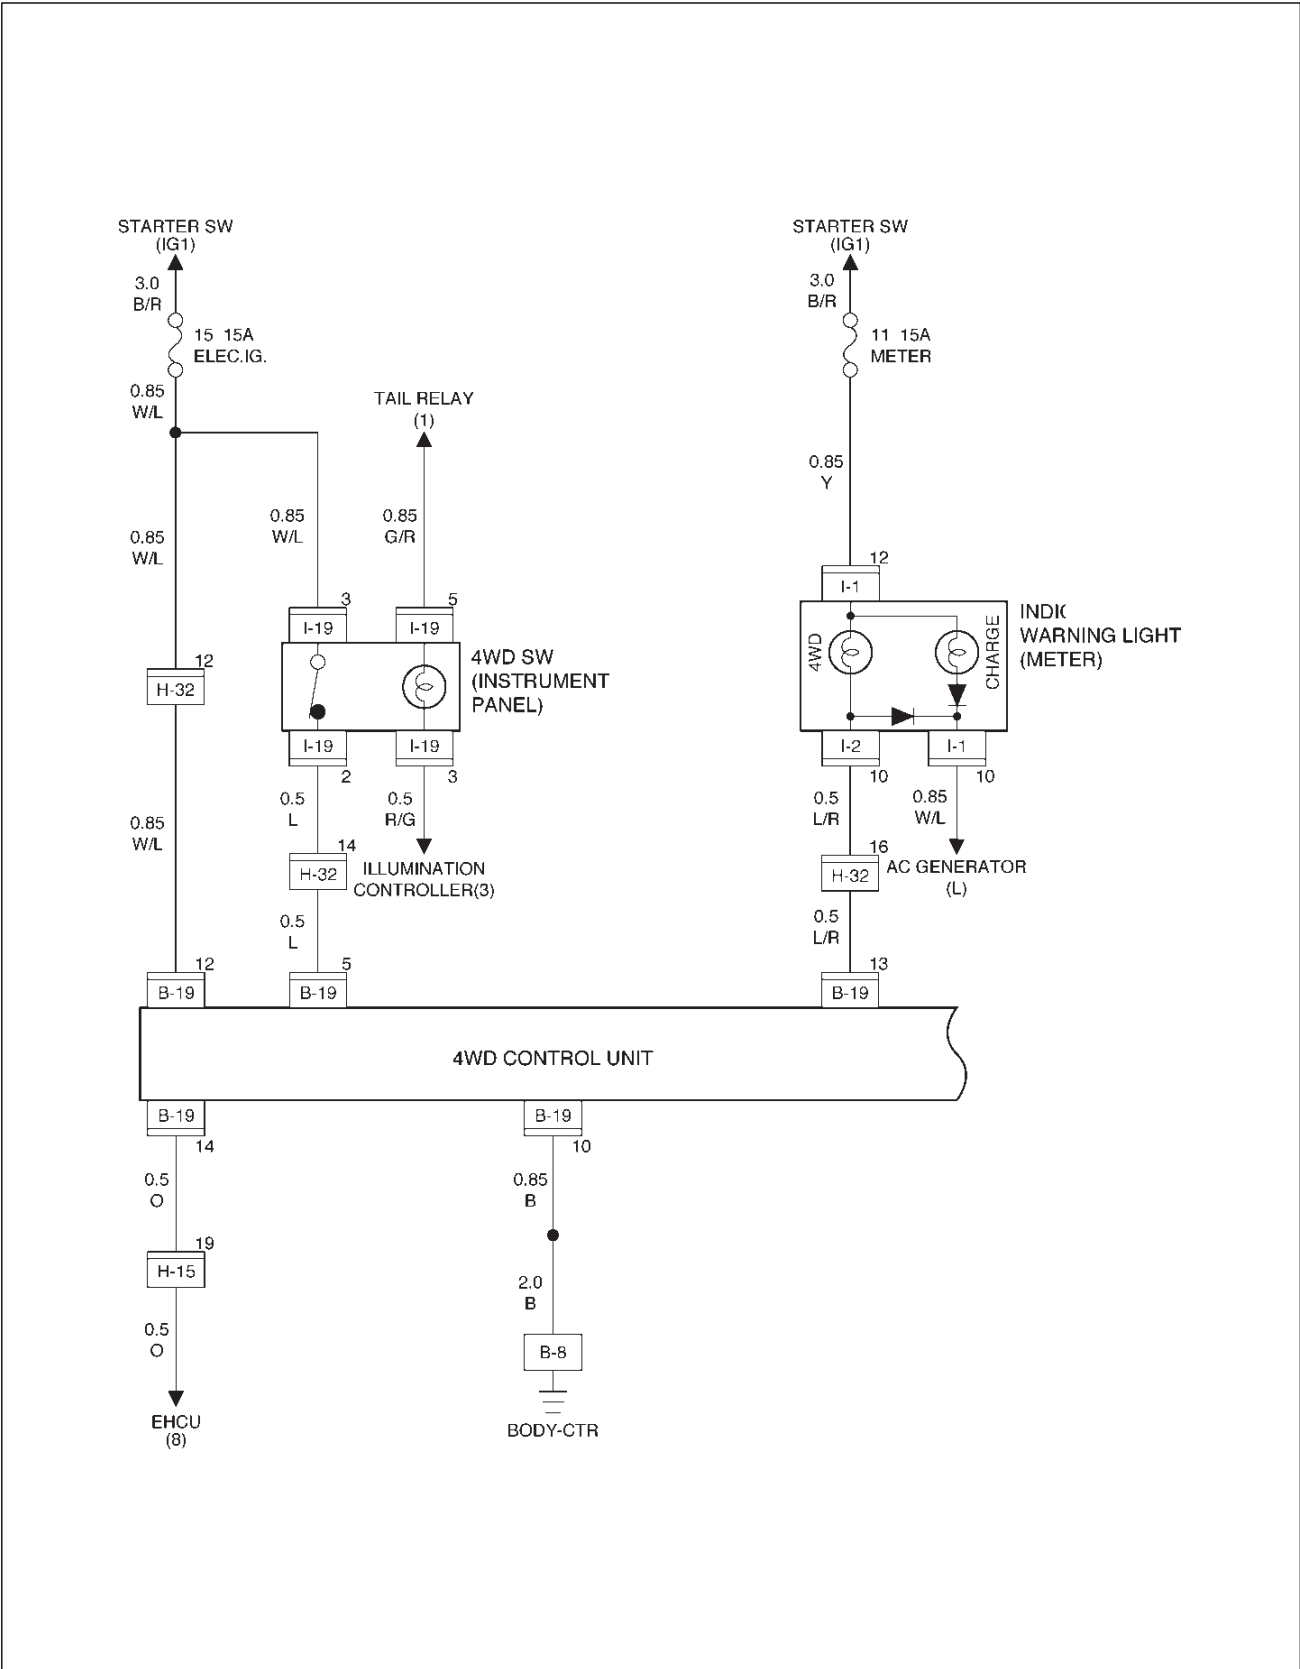 STARTER SW
(IG1)
3.0
B/R
15 15A
ELEC.IG.
0.85
W/L
TAIL RELAY
(1)
0.85
W/L
0.85
W/L
0.85
G/R
3
I-19
5
I-19
12
H-32
4WD SW
(INSTRUMENT
PANEL)
I-19
2
I-19
3
0.5
L
0.5
R/G
0.85
W/L
14
H-32
ILLUMINATION
CONTROLLER(3)
0.5
L
STARTER SW
(IG1)
3.0
B/R
11 15A
METER
0.85
Y
12
I-1
4WD
CHARGE
INDI
WARNING LIGHT
(METER)
I-2
10
I-1
10
0.5
L/R
0.85
W/L
16
H-32
AC GENERATOR
(L)
0.5
L/R
12
B-19
5
B-19
13
B-19
4WD CONTROL UNIT
B-19
14
B-19
10
0.5
O
0.85
B
19
H-15
2.0
B
0.5
O
B-8
EHCU
(8)
BODY-CTR